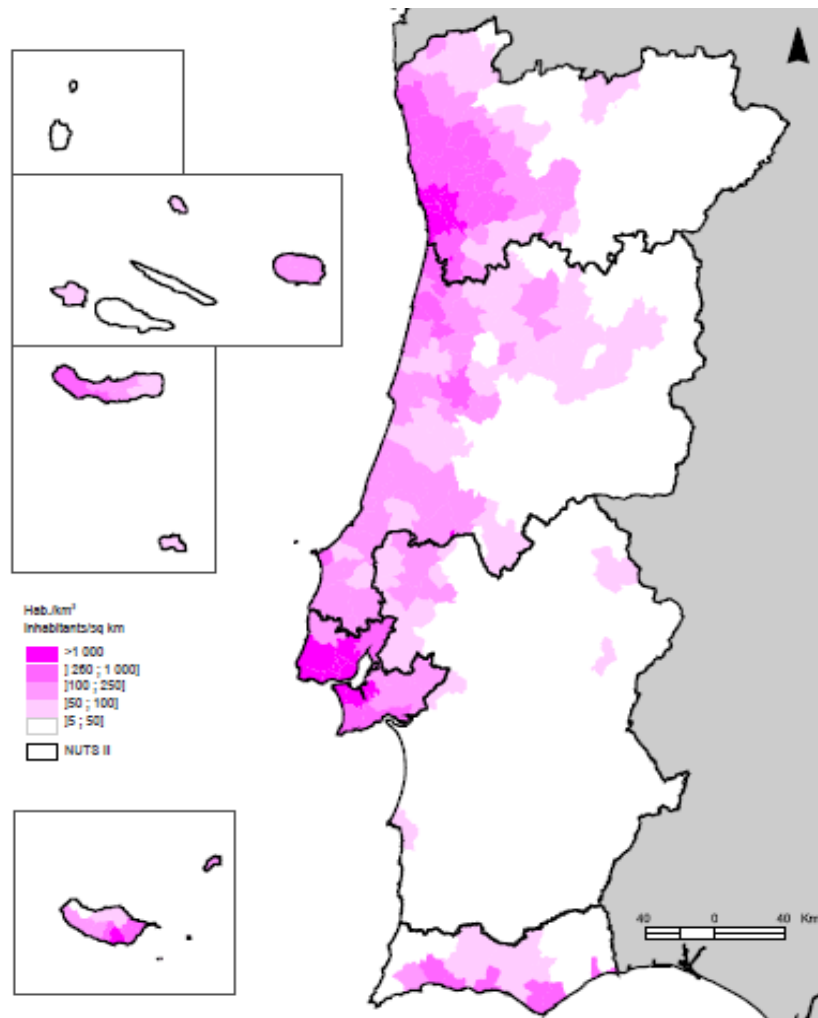 Hab./km²
Inhabitants/sq km
>1 000
] 250 ; 1 000]
]100 ; 250]
]50 ; 100]
]5 ; 50]
NUTS II
40 0 40 Km